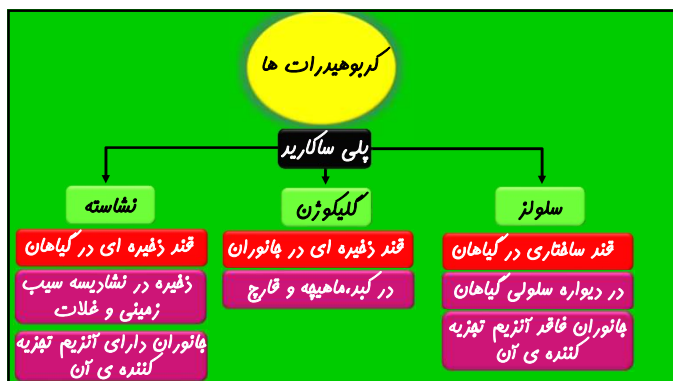 کربوهیدرات ها
پلی ساکارید
سلولز
قند ساختاری در گیاهان
در دیواره سلولی گیاهان
جانوران فاقد آنزیم تجزیه
کننده ی آن
گلیکوژن
قند ذخیره ای در جانوران
در کبد،ماهیچه و قارچ
نشاسته
قند ذخیره ای در گیاهان
ذخیره در نشادیسه سیب
زمینی و غلات
جانوران دارای آنزیم تجزیه
کننده ی آن